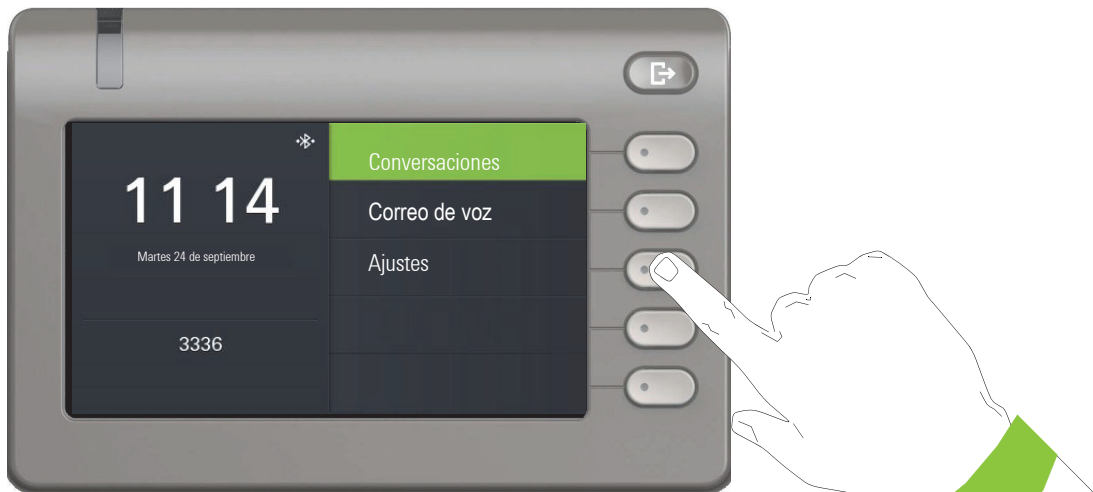 11 14
Martes 24 de septiembre
3336
Conversaciones
Correo de voz
Ajustes